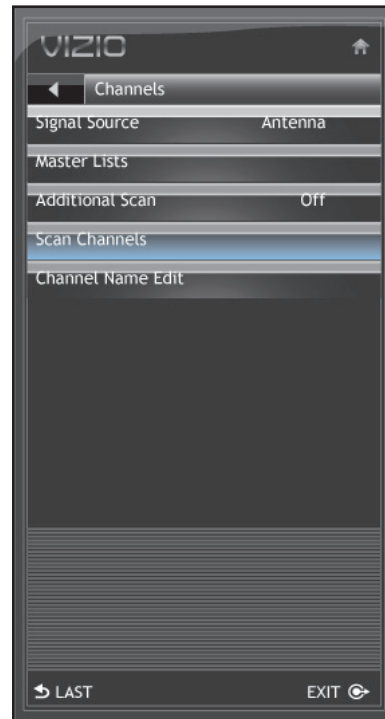 VIZIO
Channels
Signal Source Antenna
Master Lists
Additional Scan Off
Scan Channels
Channel Name Edit
LAST EXIT